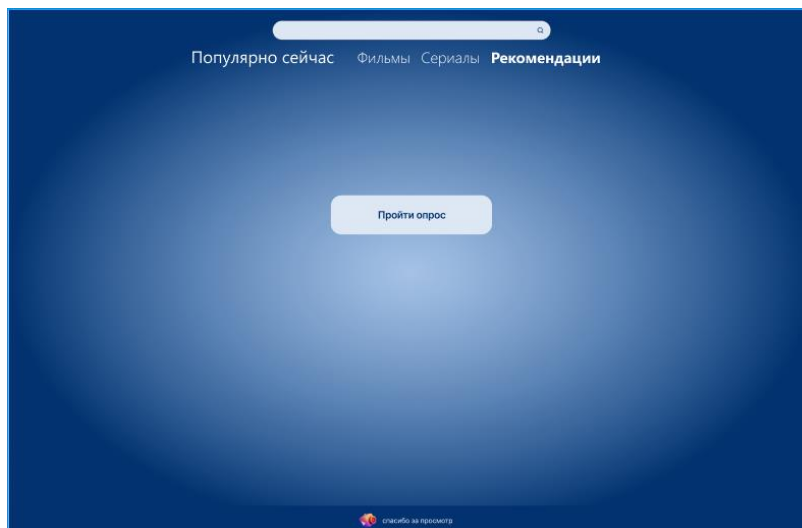 Популярно сейчас Фильмы Сериалы Рекомендации
Пройти опрос
спасибо за просмотр